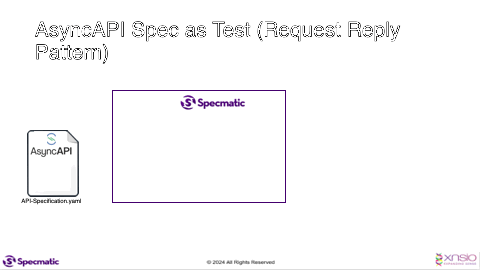 AsyncAPI Spec as Test (Request Reply
Pattern)
Specmatic
AsyncAPI
API-Specification.yaml
Specmatic
© 2024 All Rights Reserved
xnsio